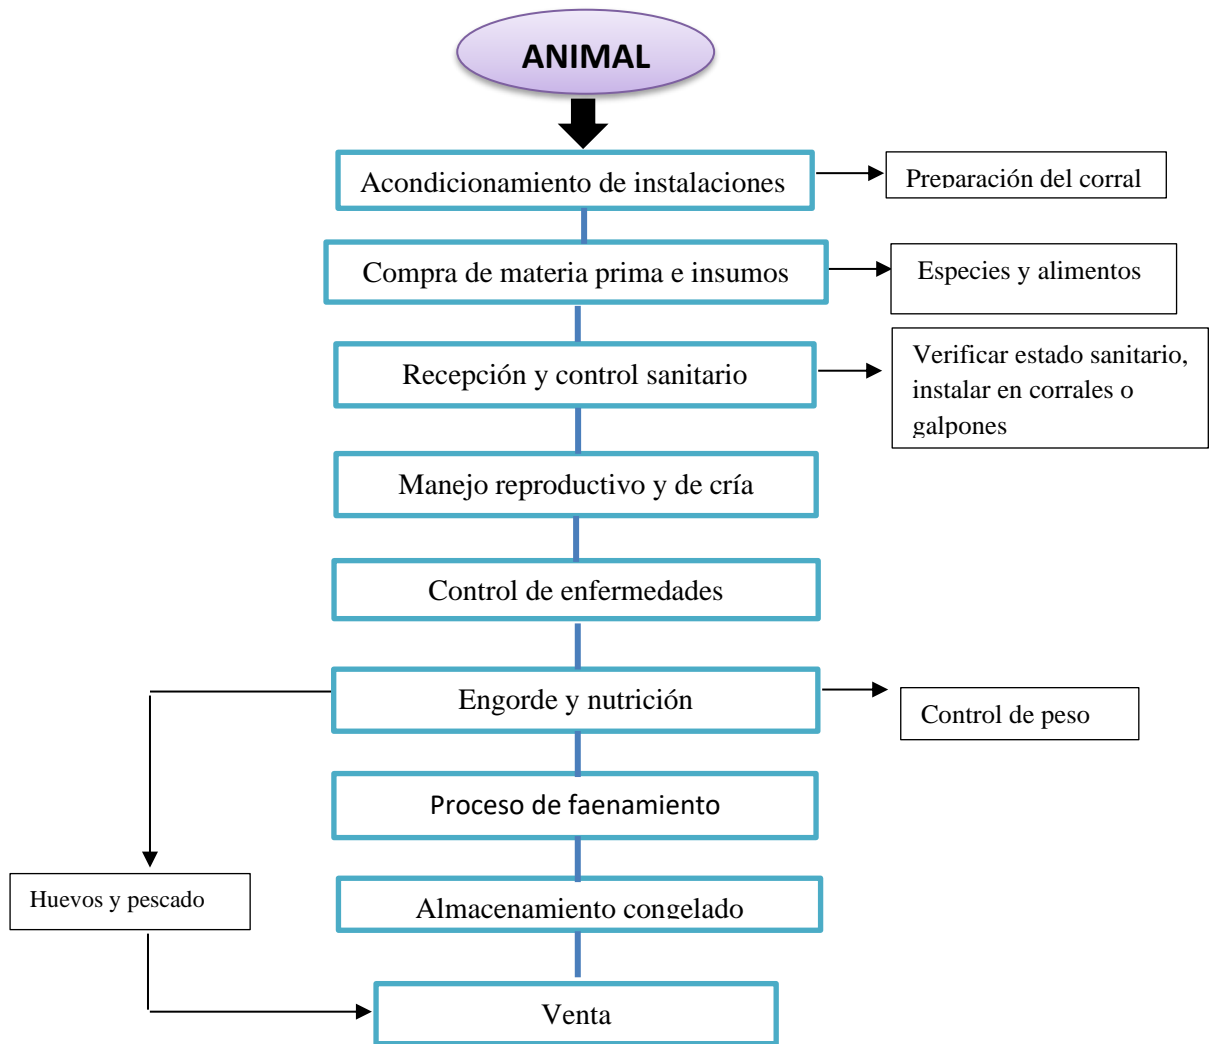 ANIMAL
Acondicionamiento de instalaciones
Preparación del corral
Compra de materia prima e insumos
Especies y alimentos
Recepción y control sanitario
Verificar estado sanitario,
instalar en corrales o
galpones
Manejo reproductivo y de cría
Control de enfermedades
Engorde y nutrición
Control de peso
Proceso de faenamiento
Huevos y pescado
Almacenamiento congelado
Venta